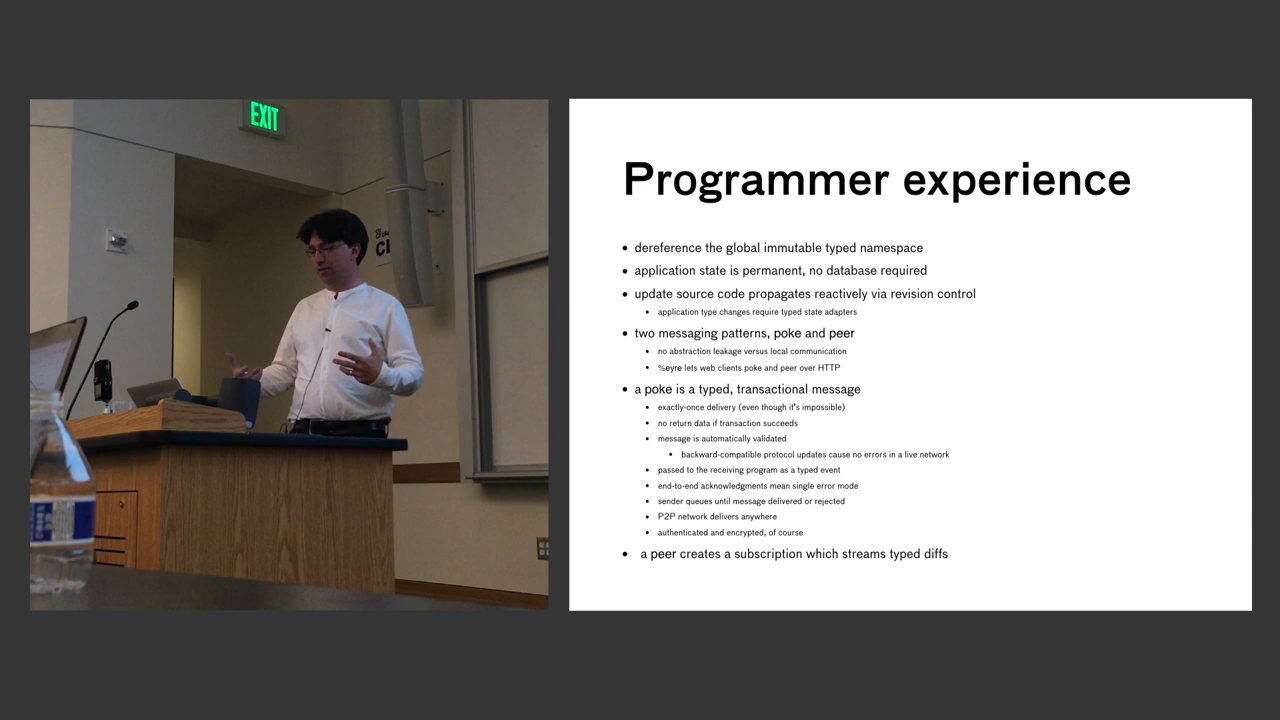 EXIT
Programmer experience
• dereference the global immutable typed namespace
• application state is permanent, no database required
• update source code propagates reactively via revision control
• application type changes require typed state adapters
• two messaging patterns, poke and peer
• no abstraction leakage versus local communication
• %eyre lets web clients poke and peer over HTTP
• a poke is a typed, transactional message
• exactly-once delivery (even though it's impossible)
• no return data if transaction succeeds
• message is automatically validated
• backward-compatible protocol updates cause no errors in a live network
• passed to the receiving program as a typed event
• end-to-end acknowledgments mean single error mode
• sender queues until message delivered or rejected
• P2P network delivers anywhere
• authenticated and encrypted, of course
• a peer creates a subscription which streams typed diffs